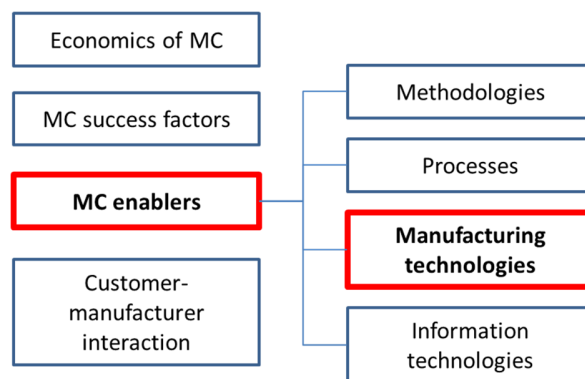 Economics of MC
MC success factors
MC enablers
Customer-
manufacturer
interaction
Methodologies
Processes
Manufacturing
technologies
Information
technologies